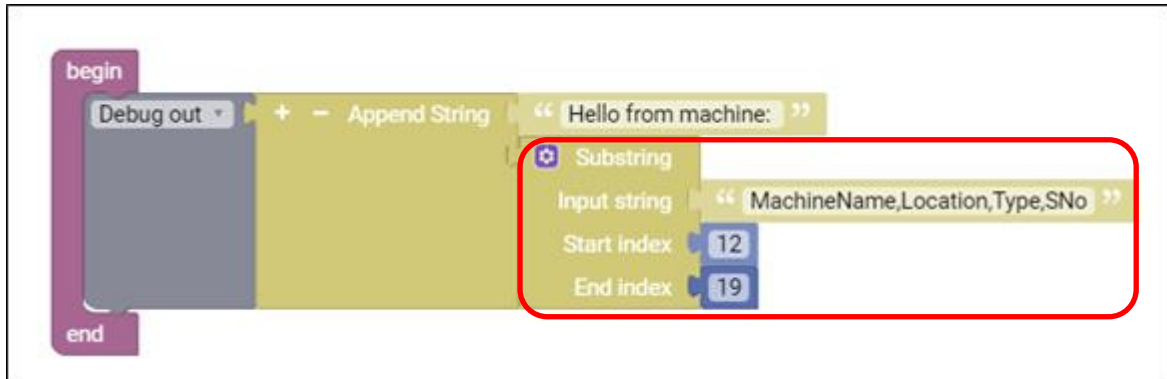 begin
Debug out + - Append String “ Hello from machine: ”
Substring
Input string “ MachineName,Location,Type,SNo ”
Start index 12
End index 19
end